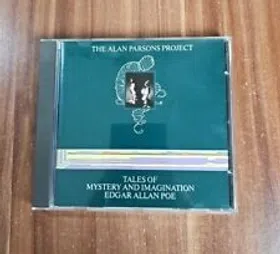 THE ALAN PARSONS PROJECT
TALES OF
MYSTERY AND IMAGINATION
EDGAR ALLAN POE